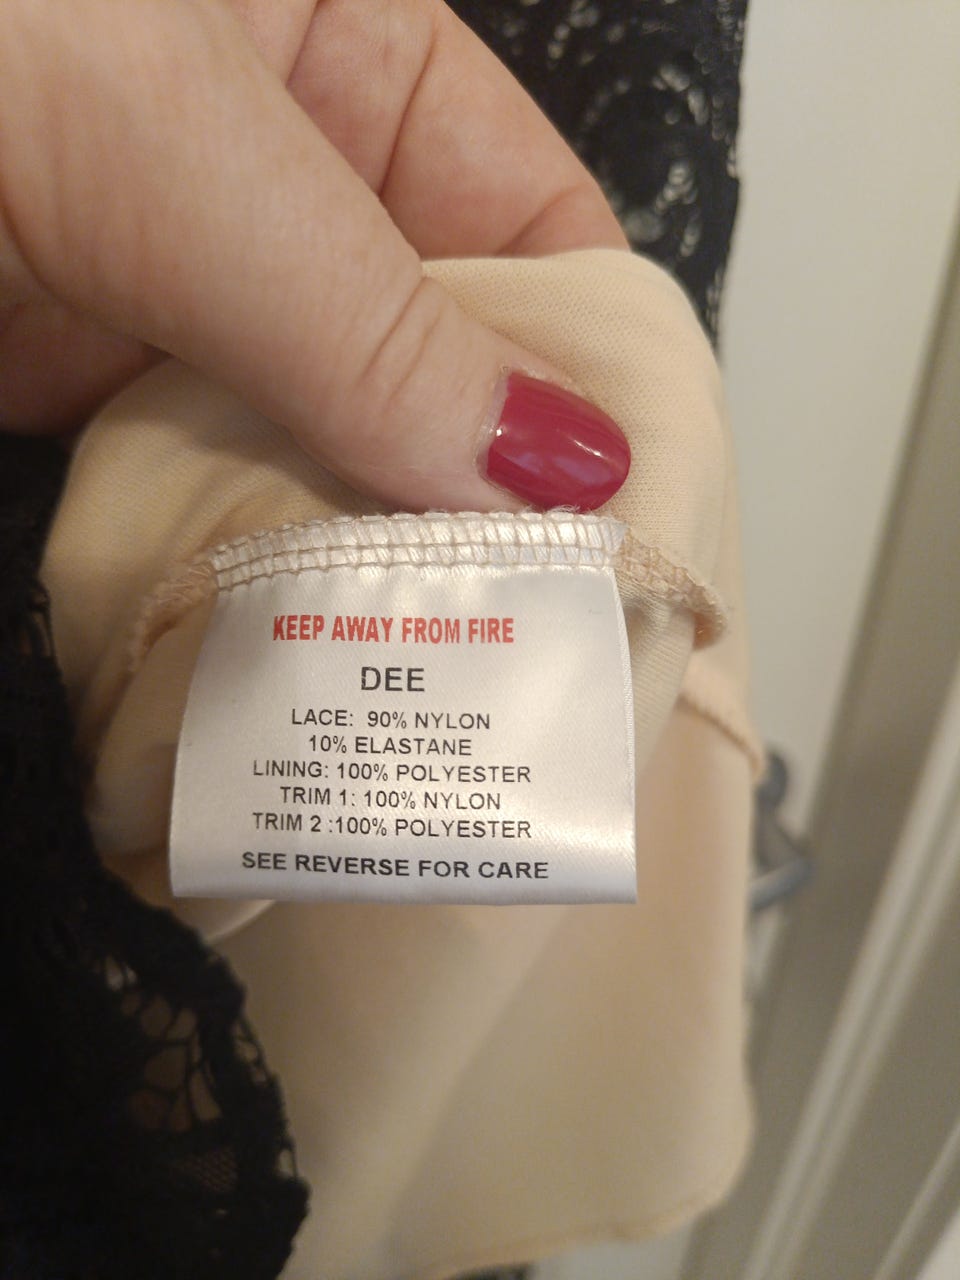 KEEP AWAY FROM FIRE
DEE
LACE: 90% NYLON
10% ELASTANE
LINING: 100% POLYESTER
TRIM 1: 100% NYLON
TRIM 2 :100% POLYESTER
SEE REVERSE FOR CARE